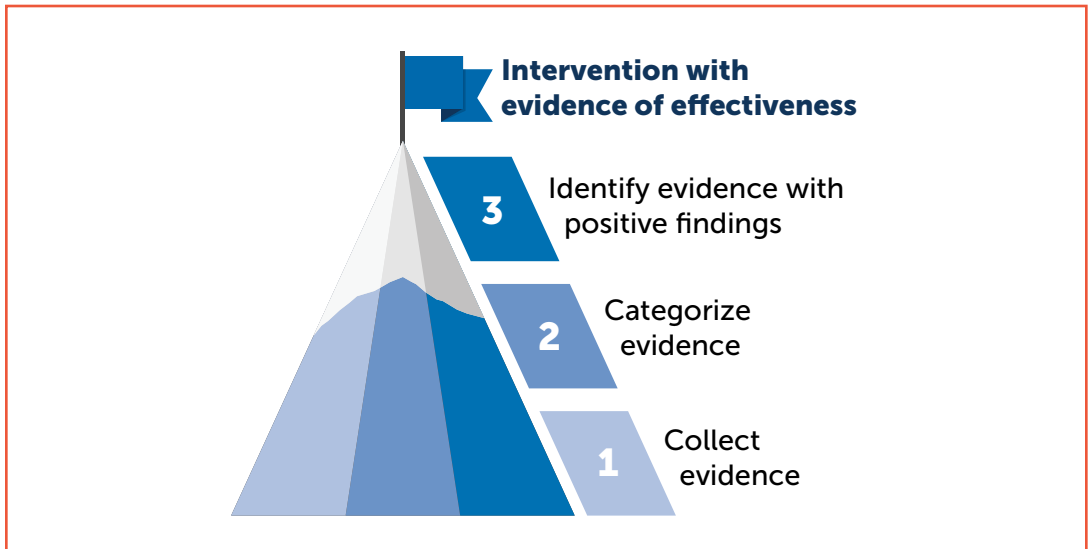 Intervention with
evidence of effectiveness
3
Identify evidence with
positive findings
2
Categorize
evidence
1
Collect
evidence